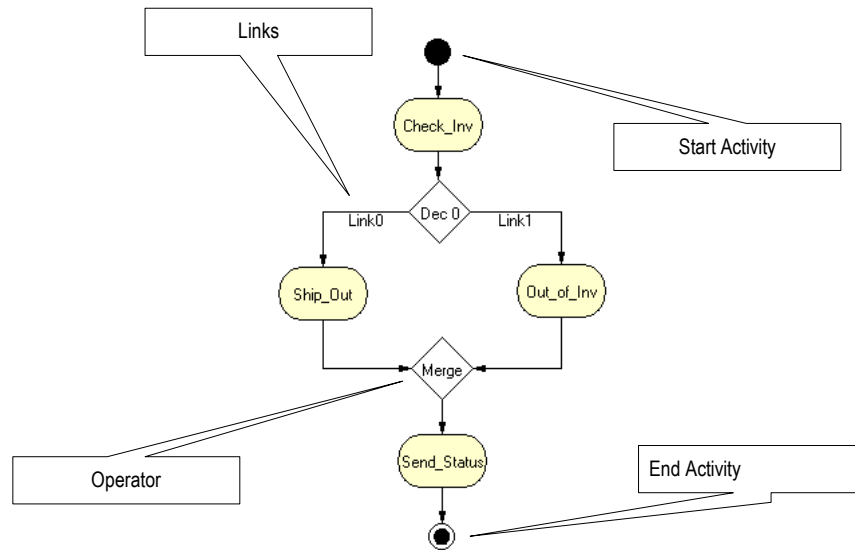 Links
Check_Inv
Start Activity
Link0
Dec 0
Link1
Ship_Out
Out_of_Inv
Merge
Send_Status
Operator
End Activity